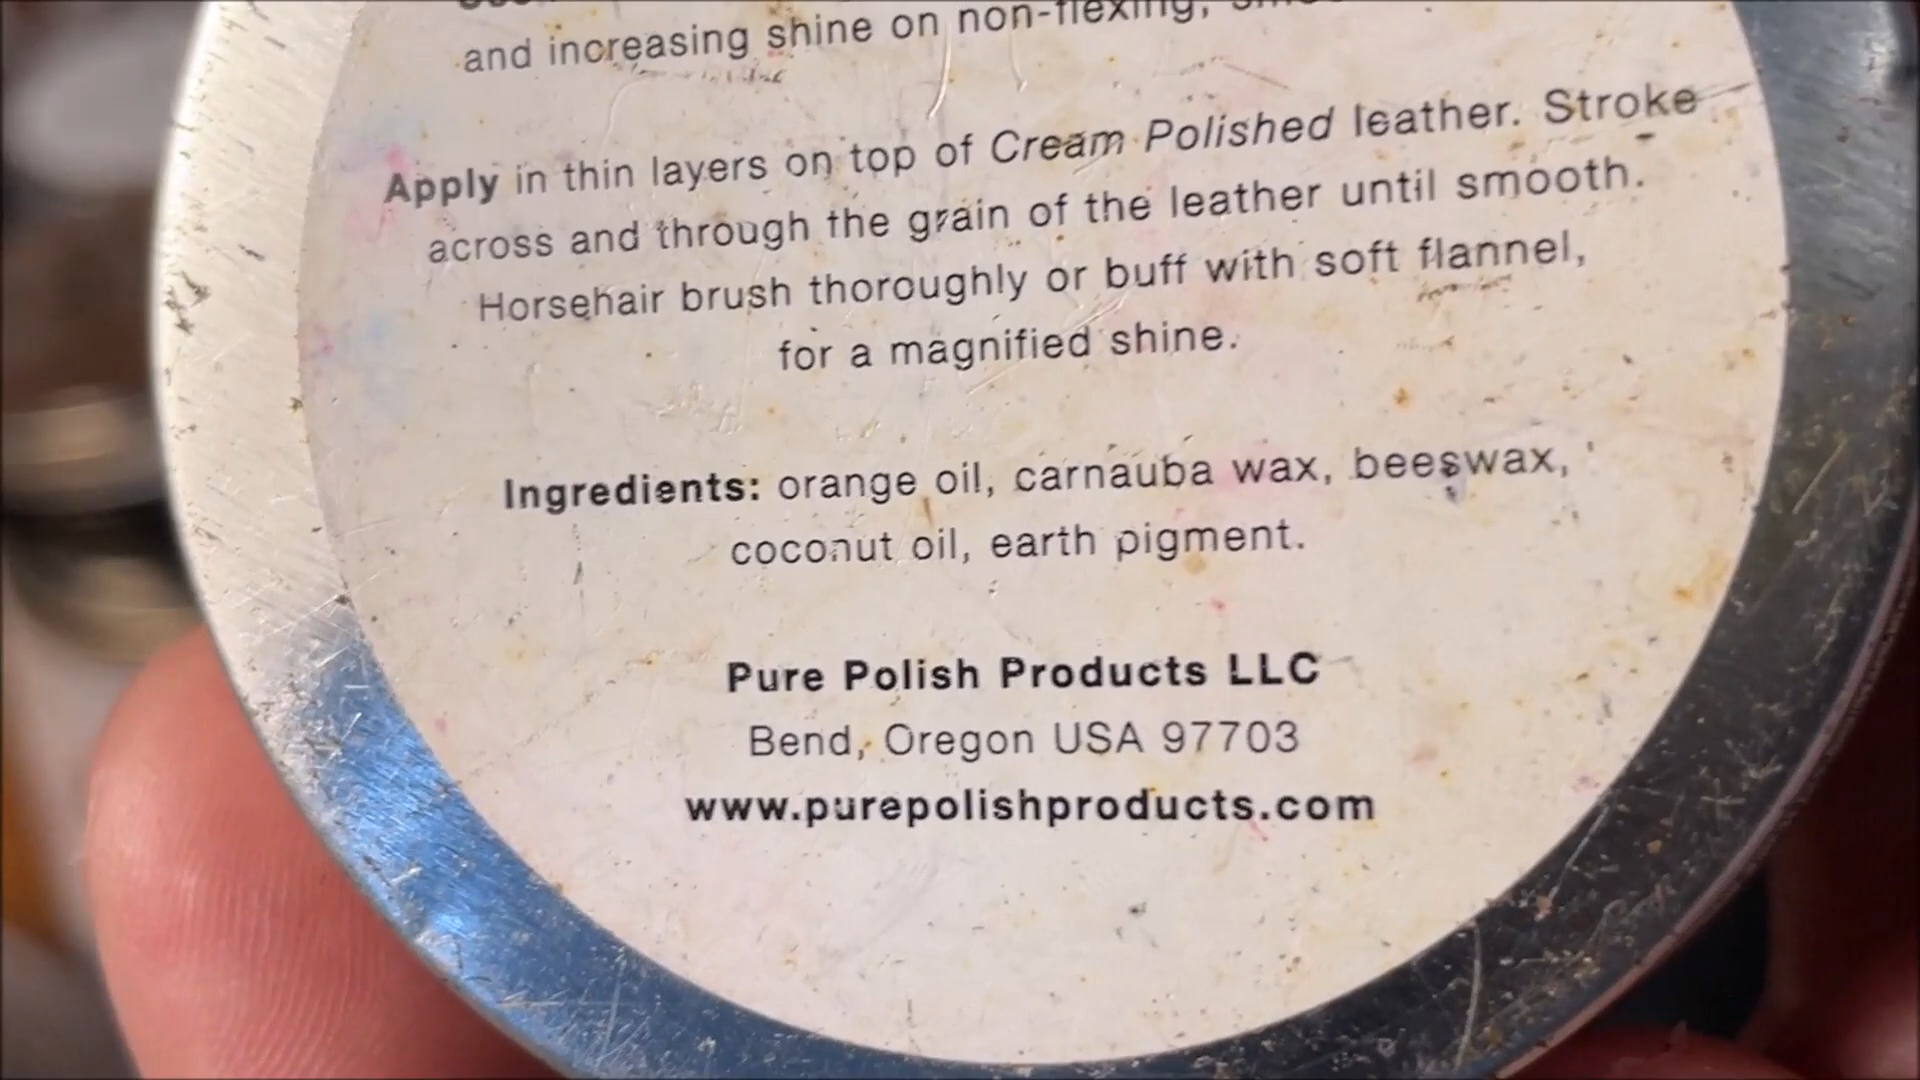 and increasing shine on non-flexing,
Apply in thin layers on top of Cream Polished leather. Stroke
across and through the grain of the leather until smooth.
Horsehair brush thoroughly or buff with soft flannel,
for a magnified shine.
Ingredients: orange oil, carnauba wax, beeswax,
coconut oil, earth pigment.
Pure Polish Products LLC
Bend, Oregon USA 97703
www.purepolishproducts.com